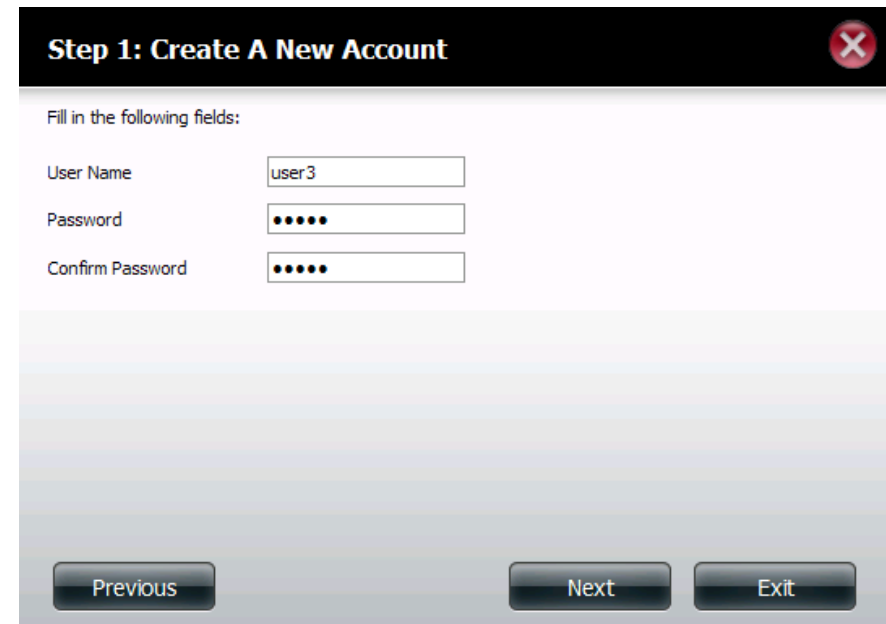 Step 1: Create A New Account
Fill in the following fields:
User Name user3
Password •••••
Confirm Password •••••
Previous Next Exit